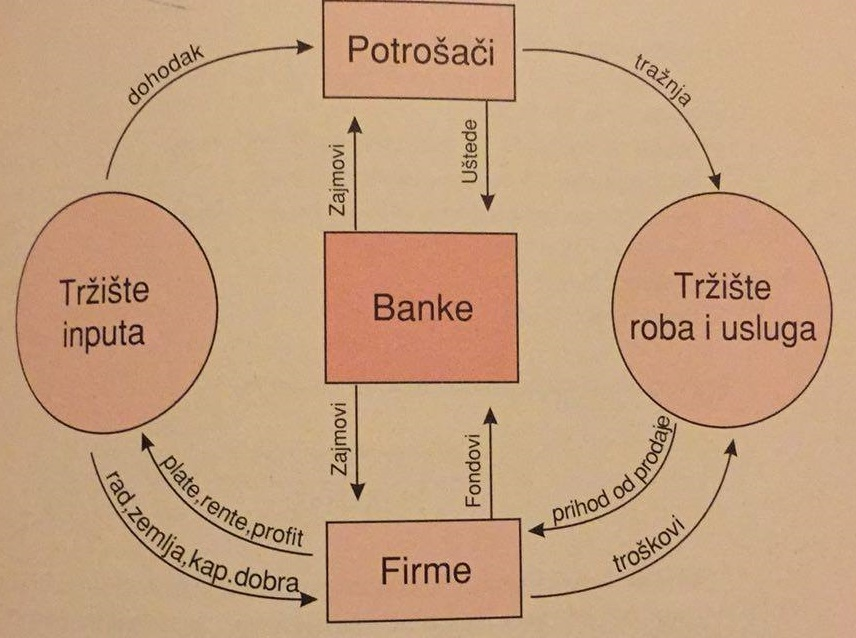 Potrošači
dohodak
tražnja
Zajmovi
Uštede
Tržište
inputa
Banke
Tržište
roba i usluga
Zajmovi
Fondovi
plate,rente,profit
rad,zemlja,kap.dobra
prihod od prodaje
Firme
troškovi